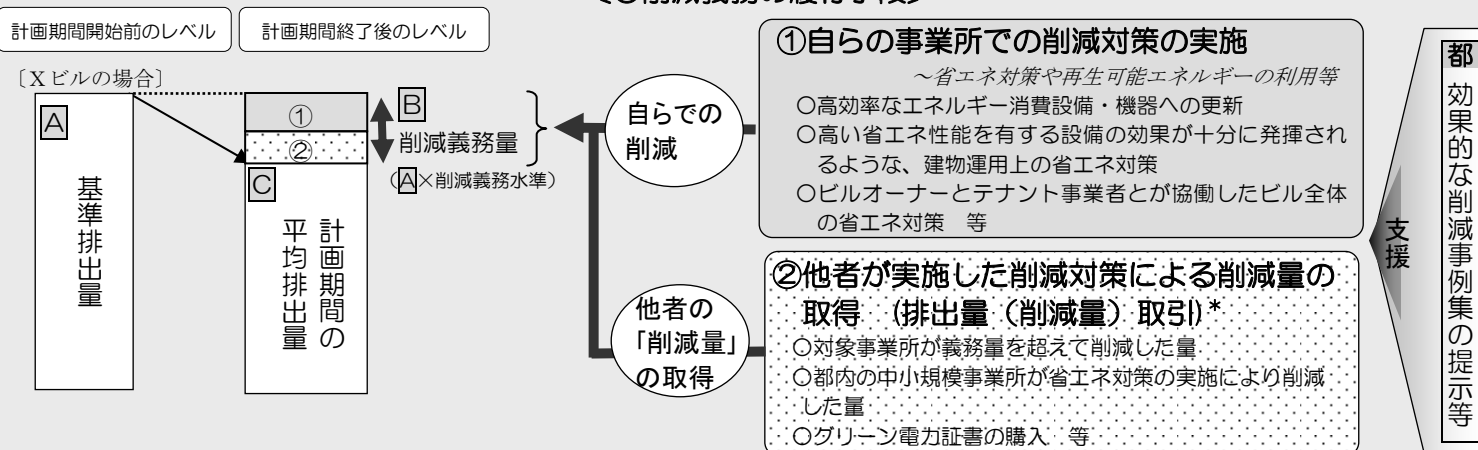 計画期間開始前のレベル
計画期間終了後のレベル
〔Xビルの場合〕
A
基準排出量
①
②
C
計画期間の
平均排出量
B
削減義務量
(A×削減義務水準)
自らでの
削減
他者の
「削減量」
の取得
①自らの事業所での削減対策の実施
~省エネ対策や再生可能エネルギーの利用等
○高効率なエネルギー消費設備・機器への更新
○高い省エネ性能を有する設備の効果が十分に発揮され
るような、建物運用上の省エネ対策
○ビルオーナーとテナント事業者とが協働したビル全体
の省エネ対策 等
②他者が実施した削減対策による削減量の
取得 (排出量(削減量)取引)*
○対象事業所が義務量を超えて削減した量
○都内の中小規模事業所が省エネ対策の実施により削減
した量
○グリーン電力証書の購入 等
支援
都
効果的な削減事例集の提示等